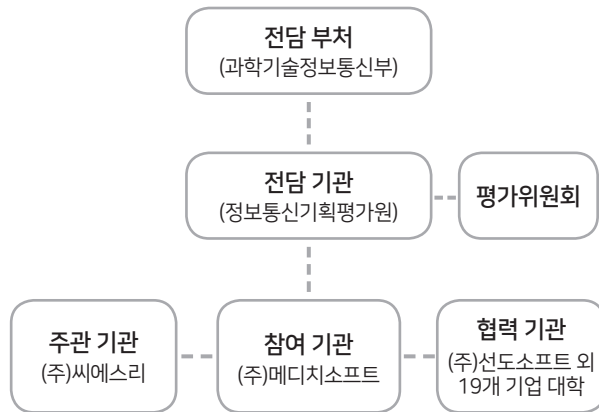 전담 부처
(과학기술정보통신부)
전담 기관
(정보통신기획평가원)
평가위원회
주관 기관
(주)씨에스리
참여 기관
(주)메디치소프트
협력 기관
(주)선도소프트 외
19개 기업 대학